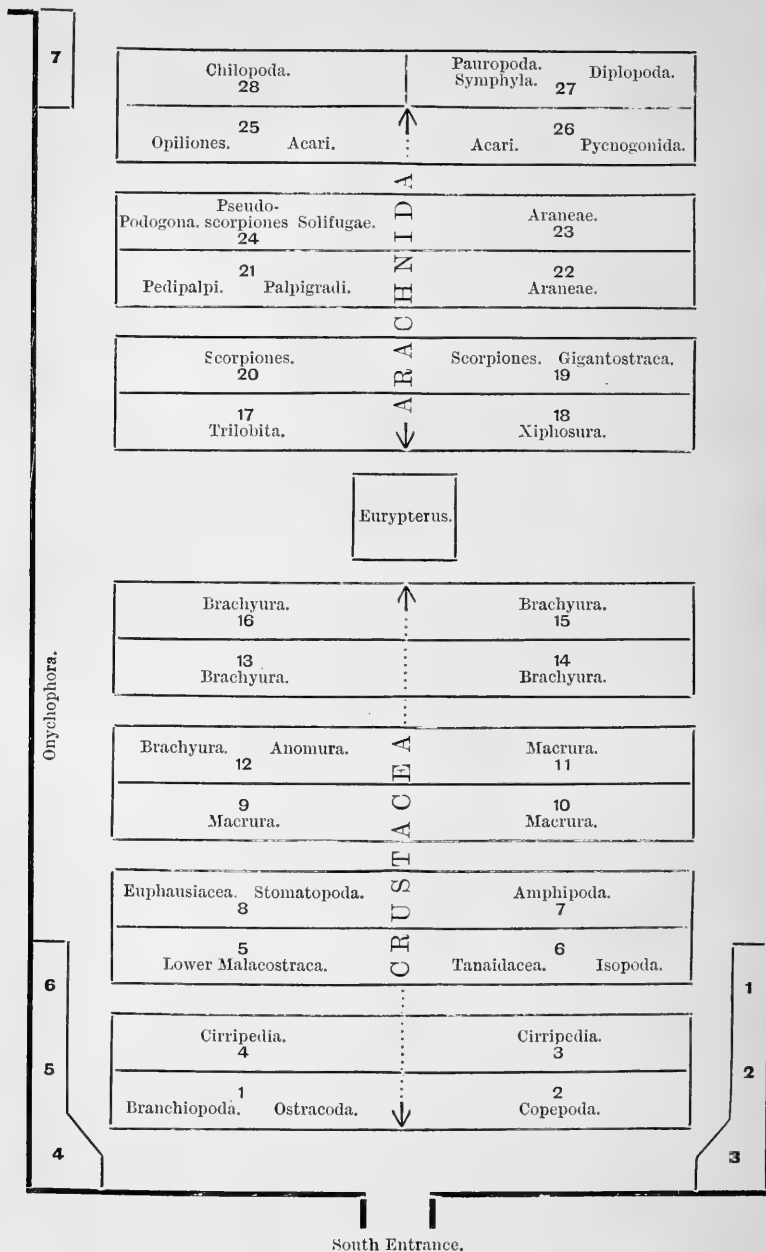 7
Chilopoda.
28
Pauropoda.
Symphyla.
27
Diplopoda.
25
Opiliones. Acari.
26
Acari. Pycnogonida.
Pseudo-
Podogona. scorpiones Solifugae.
24
Araneae.
23
21
Pedipalpi. Palpigradi.
22
Araneae.
ARACHNIDA
Scorpiones.
20
Scorpiones. Gigantostraca.
19
17
Trilobita.
18
Xiphosura.
Eurypterus.
Onychophora.
Brachyura.
16
Brachyura.
15
13
Brachyura.
14
Brachyura.
Brachyura. Anomura.
12
Macrura.
11
9
Macrura.
10
Macrura.
CRUSTACEA
Euphausiacea. Stomatopoda.
8
Amphipoda.
7
5
Lower Malacostraca.
6
Tanaidacea. Isopoda.
Cirripedia.
4
Cirripedia.
3
1
Branchiopoda. Ostracoda.
2
Copepoda.
6
5
4
1
2
3
South Entrance.